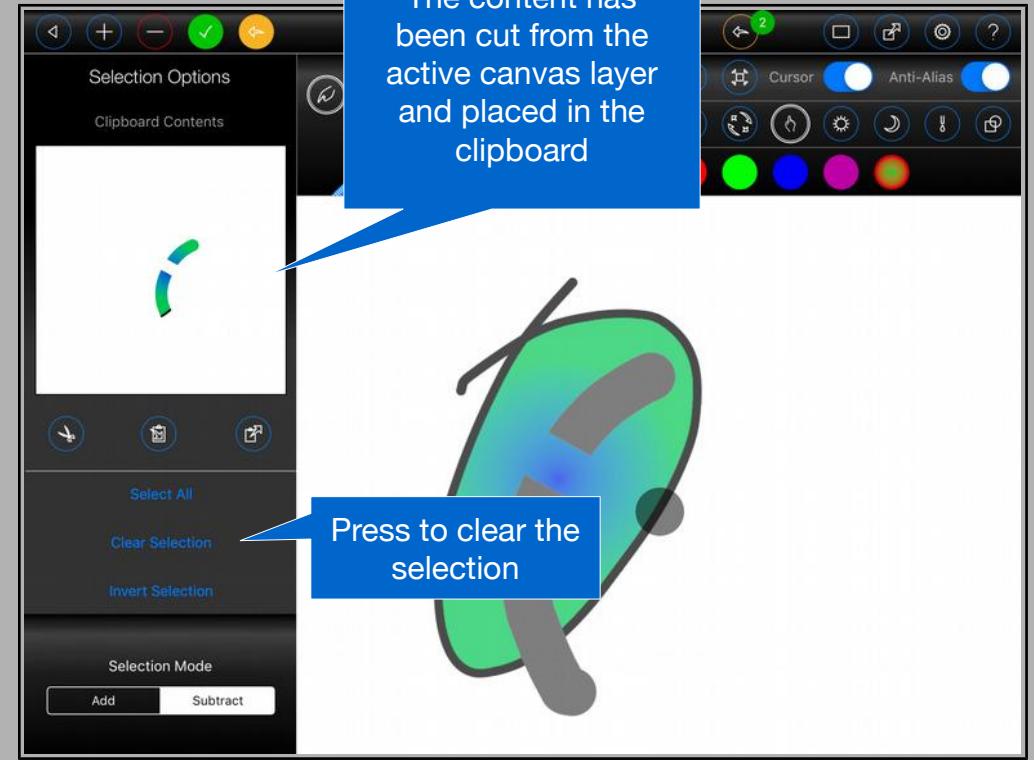 The content has
been cut from the
active canvas layer
and placed in the
clipboard
2
?
Selection Options
Cursor
Anti-Alias
Clipboard Contents
Select All
Clear Selection
Invert Selection
Press to clear the
selection
Selection Mode
Add
Subtract